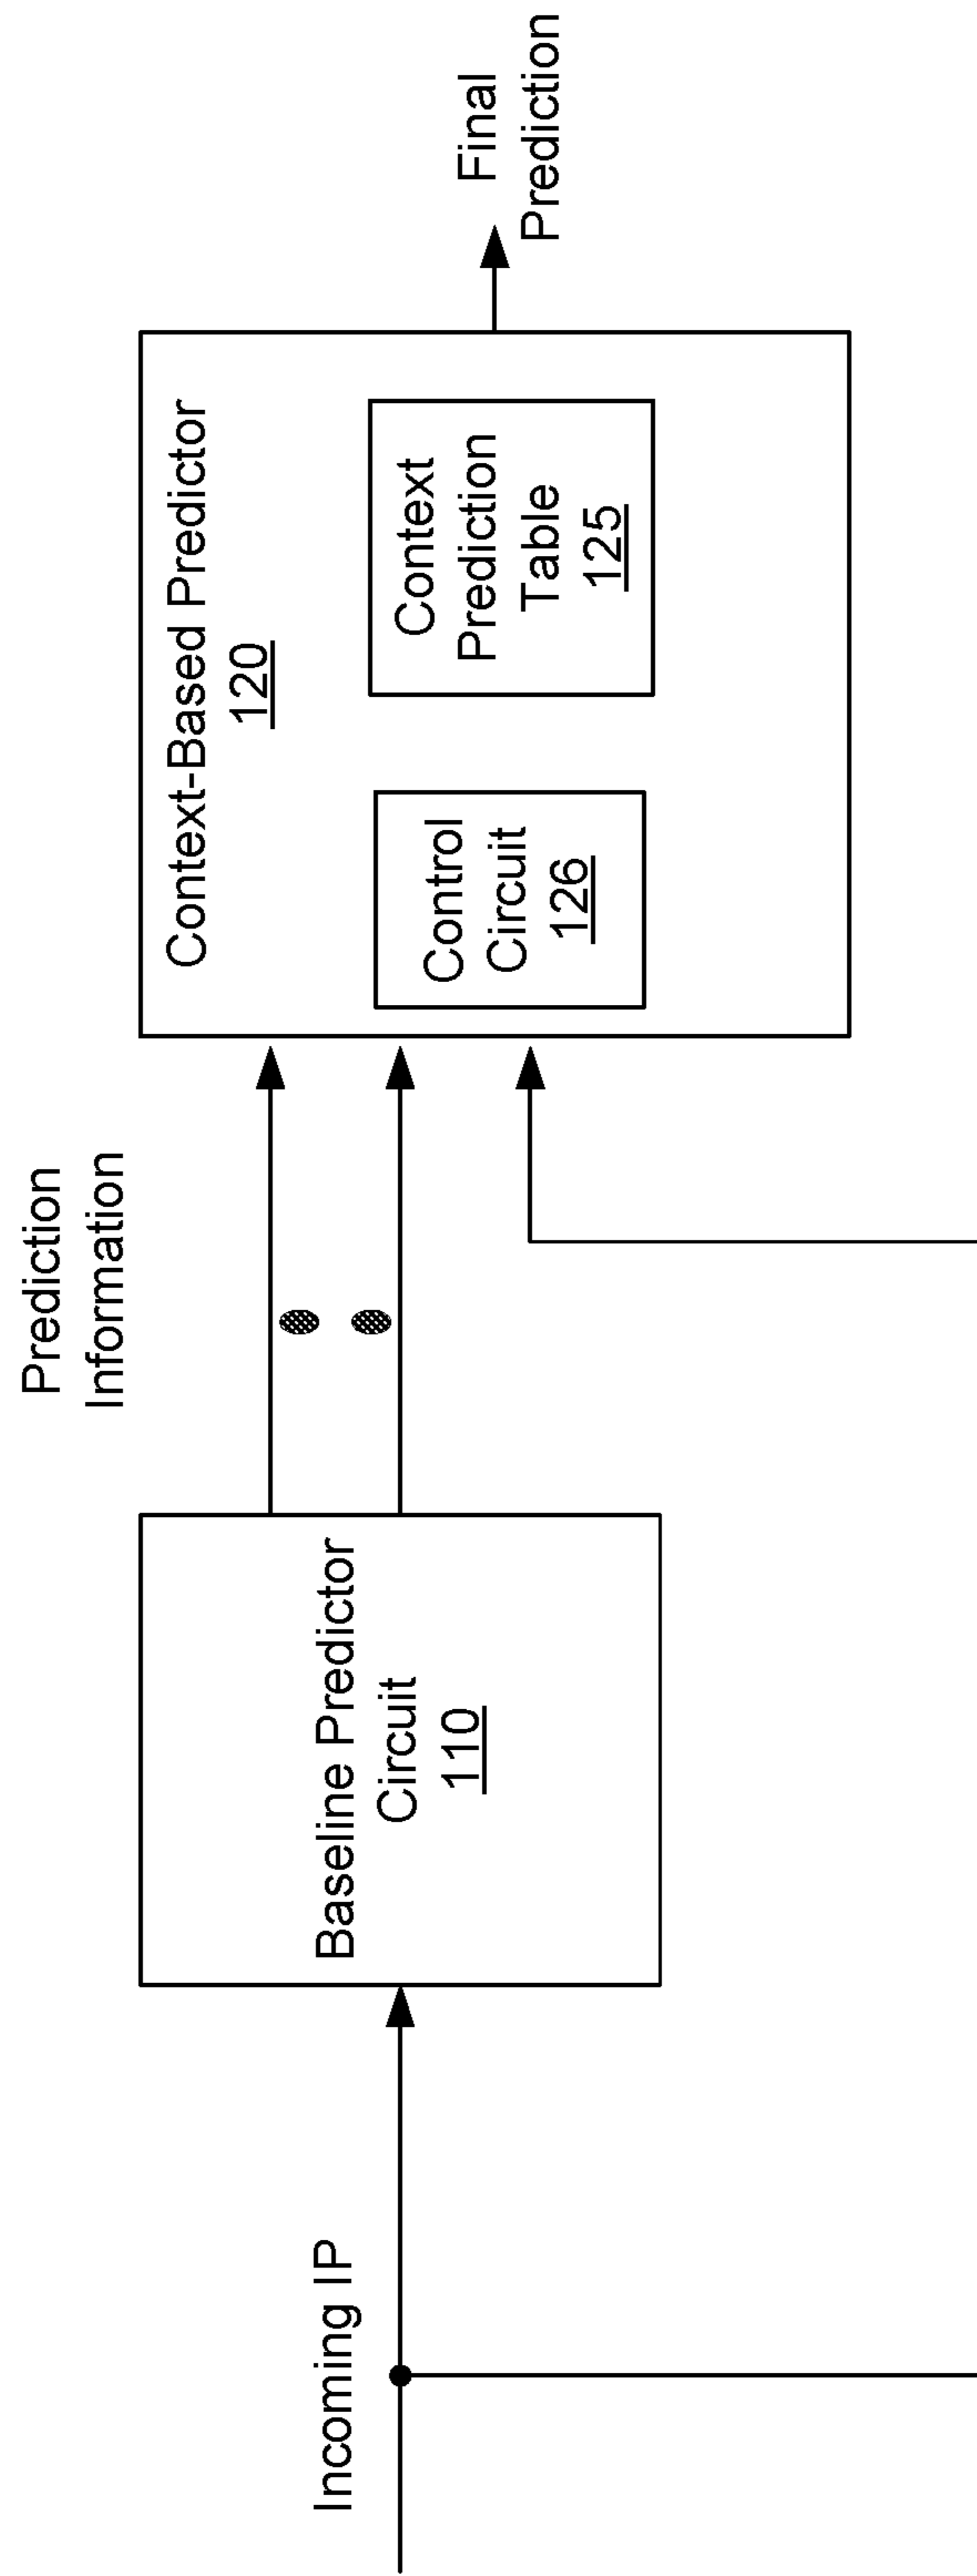 Incoming IP
Baseline Predictor
Circuit
110
Prediction
Information
Context-Based Predictor
120
Control
Circuit
126
Context
Prediction
Table
125
Final
Prediction